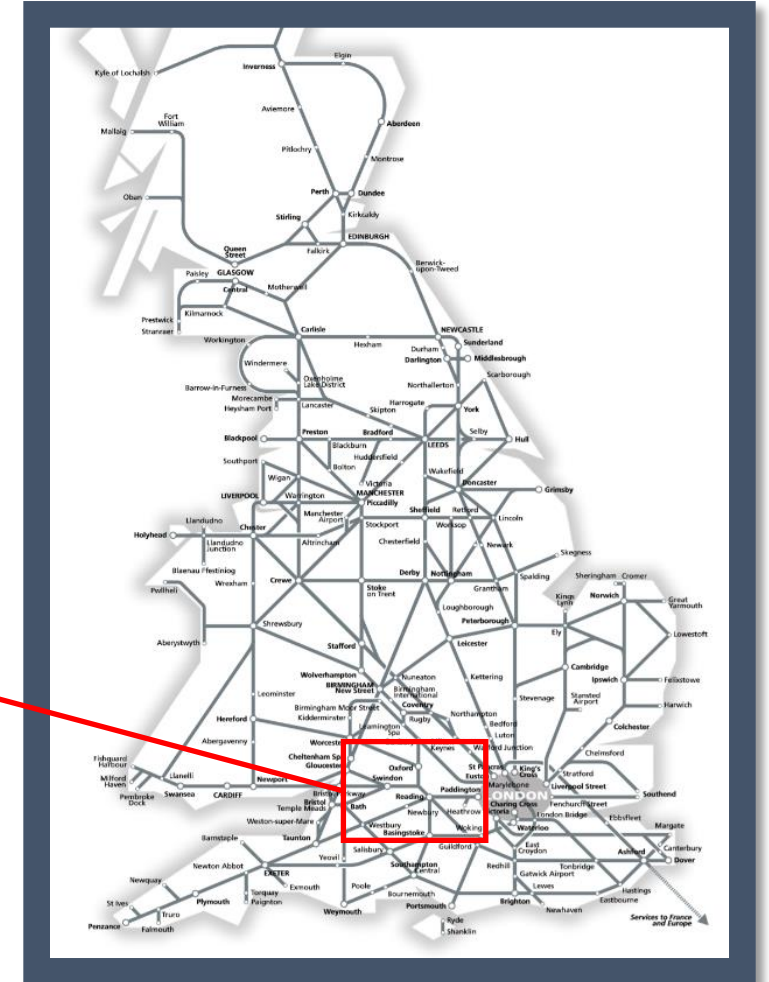 Elgin
Kyle of Lochalsh
Inverness
Aviemore
Fort
William
Aberdeen
Mallaig
Pitlochry
Montrose
Perth
Dundee
Oban
Stirling
Kirkcaldy
EDINBURGH
Queen
Street
Falkirk
Berwick-
upon-Tweed
Paisley
GLASGOW
Central
Motherwell
Prestwick
Kilmarnock
Stranraer
Carlisle
NEWCASTLE
Workington
Hexham
Sunderland
Durham
Darlington
Middlesbrough
Windermere
Scarborough
Oxenholme
Lake District
Barrow-in-Furness
Northallerton
Morecambe
Harrogate
Heysham Port
Lancaster
Skipton
York
Blackpool
Preston
Bradford
Selby
Hull
Blackburn
LEEDS
Huddersfield
Southport
Bolton
Wakefield
Wigan
Victoria
Doncaster
LIVERPOOL
Warrington
MANCHESTER
Piccadilly
Grimsby
Manchester
Airport
Sheffield
Retford
Llandudno
Chester
Stockport
Worksop
Lincoln
Holyhead
Llandudno
Junction
Altrincham
Chesterfield
Newark
Skegness
Blaenau Ffestiniog
Wrexham
Crewe
Derby
Nottingham
Spalding
Sheringham
Cromer
Pwllheli
Stoke
on Trent
Grantham
Kings
Lynn
Norwich
Great
Yarmouth
Loughborough
Shrewsbury
Peterborough
Aberystwyth
Stafford
Leicester
Ely
Lowestoft
Wolverhampton
Nuneaton
Kettering
Cambridge
BIRMINGHAM
New Street
Birmingham
International
Ipswich
Felixstowe
Leominster
Birmingham Moor Street
Coventry
Stevenage
Stansted
Airport
Harwich
Kidderminster
Rugby
Northampton
Hereford
Leamington
Spa
Bedford
Colchester
Abergavenny
Worcester
Keynes
Luton
Watford Junction
Chelmsford
Fishguard
Harbour
Cheltenham Spa
Gloucester
Oxford
St Pancras
Euston
King's
Cross
Stratford
Milford
Haven
Llanelli
Newport
Swindon
Paddington
Marylebone
Liverpool Street
Pembroke
Dock
Swansea
CARDIFF
Bristol Parkway
Reading
LONDON
Southend
Bristol
Temple Meads
Bath
Newbury
Heathrow
Charing Cross
Victoria
Fenchurch Street
London Bridge
Ebbsfleet
Weston-super-Mare
Westbury
Basingstoke
Woking
Waterloo
Margate
Barnstaple
Taunton
Salisbury
Guildford
East
Croydon
Ashford
Canterbury
Dover
Newton Abbot
Yeovil
Southampton
Central
Redhill
Tonbridge
Gatwick Airport
Newquay
EXETER
Exmouth
Poole
Bournemouth
Lewes
Hastings
St Ives
Plymouth
Torquay
Paignton
Weymouth
Portsmouth
Brighton
Eastbourne
Newhaven
Truro
Ryde
Penzance
Falmouth
Shanklin
Services to France
and Europe